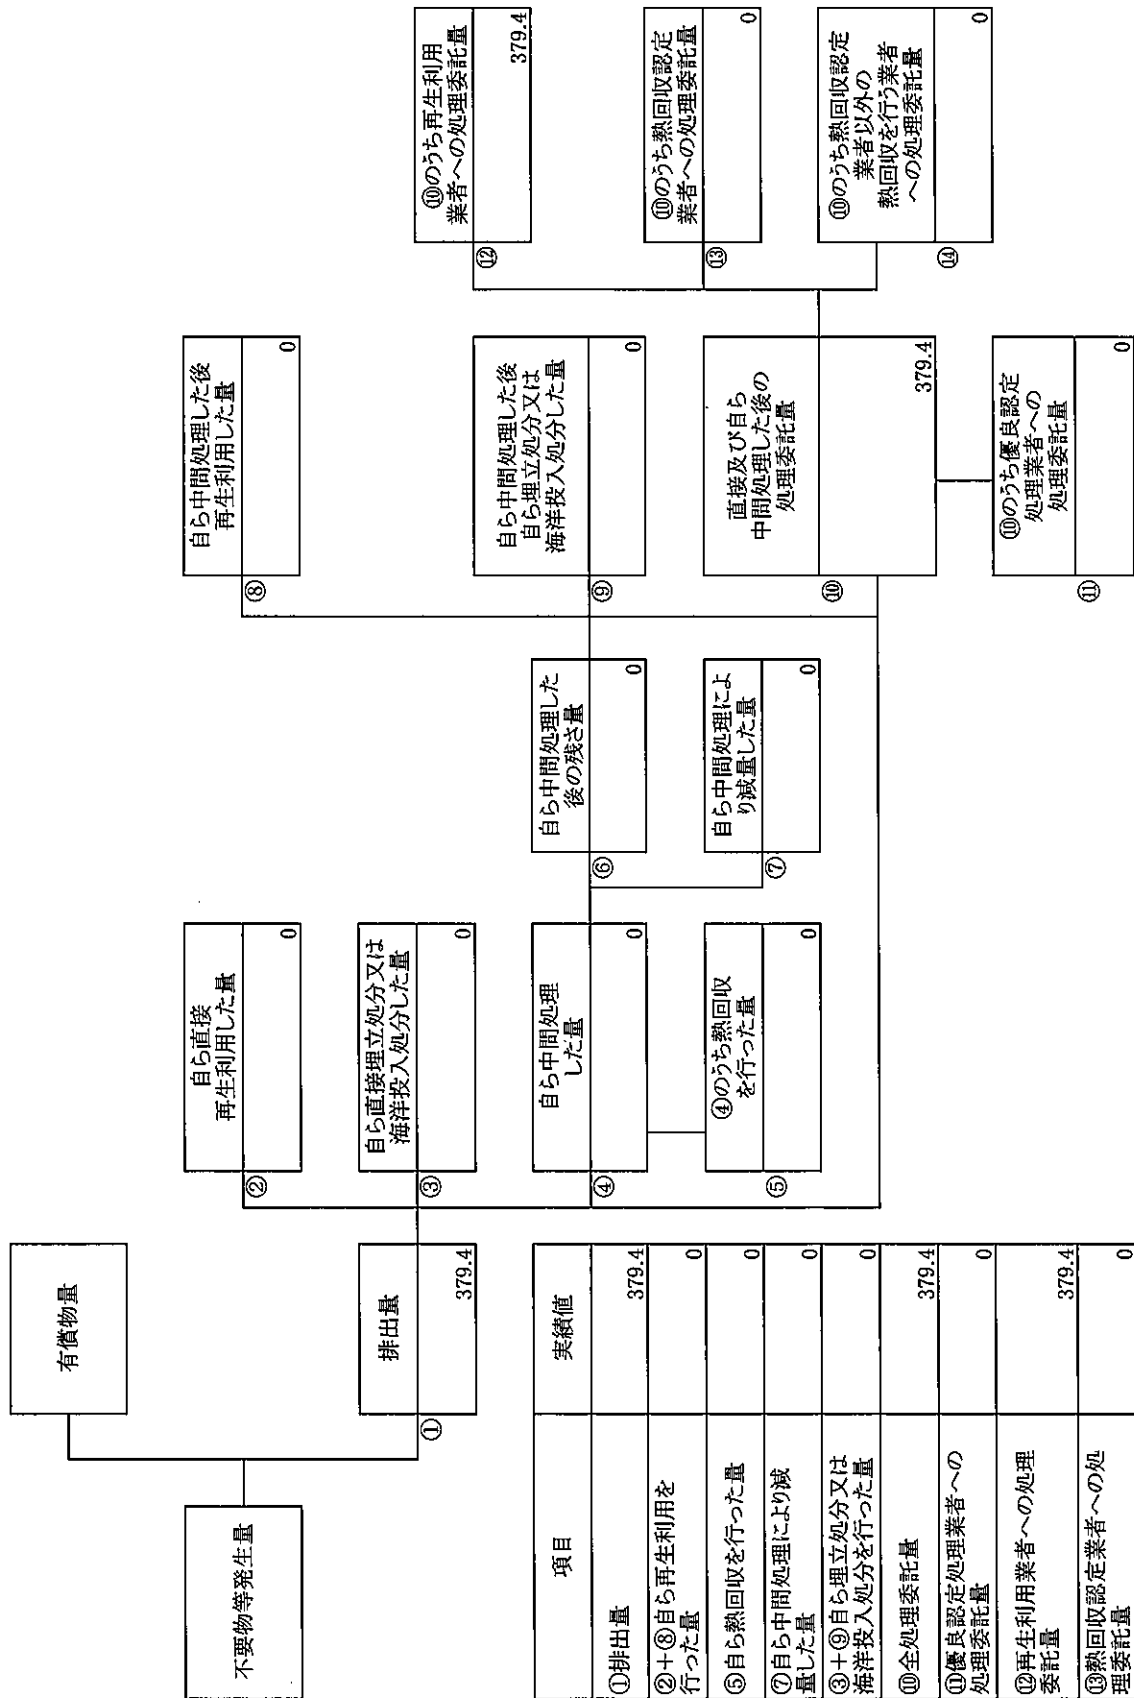 不要物等発生量
有償物量
排出量
①
379.4
自ら直接
再生利用した量
②
0
自ら直接埋立処分又は
海洋投入処分した量
③
0
自ら中間処理
した量
④
0
④のうち熱回収
を行った量
⑤
0
自ら中間処理した
後の残さ量
⑥
0
自ら中間処理によ
り減量した量
⑦
0
自ら中間処理した後
再生利用した量
⑧
0
自ら中間処理した後
自ら埋立処分又は
海洋投入処分した量
⑨
0
直接及び自ら
中間処理した後の
処理委託量
⑩
379.4
⑩のうち優良認定
処理業者への
処理委託量
⑪
0
⑩のうち再生利用
業者への処理委託量
⑫
379.4
⑩のうち熱回収認定
業者への処理委託量
⑬
0
⑩のうち熱回収認定
業者以外の
熱回収を行う業者
への処理委託量
⑭
0
項目 実績値
①排出量 379.4
②+⑧自ら再生利用を
行った量 0
⑤自ら熱回収を行った量 0
⑦自ら中間処理により減
量した量 0
③+⑨自ら埋立処分又は
海洋投入処分を行った量 0
⑩全処理委託量 379.4
⑪優良認定処理業者への
処理委託量 0
⑫再生利用業者への処理
委託量 379.4
⑬熱回収認定業者への処
理委託量 0